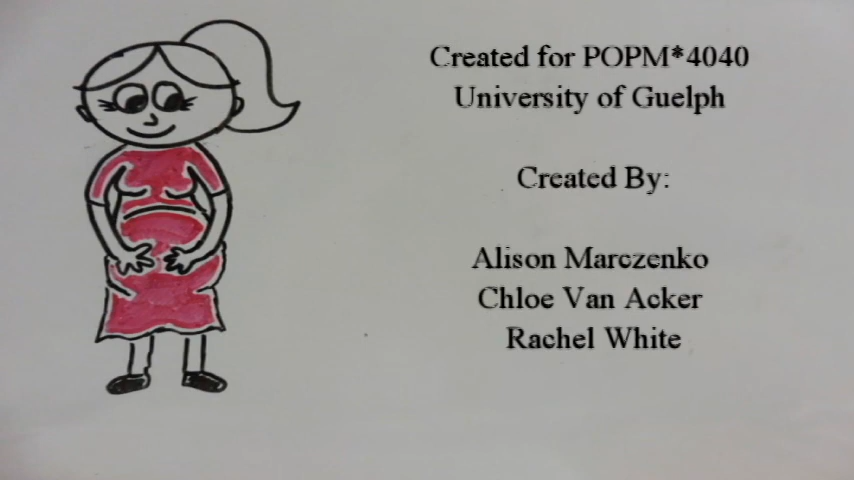 Created for POPM*4040
University of Guelph
Created By:
Alison Marczenko
Chloe Van Acker
Rachel White